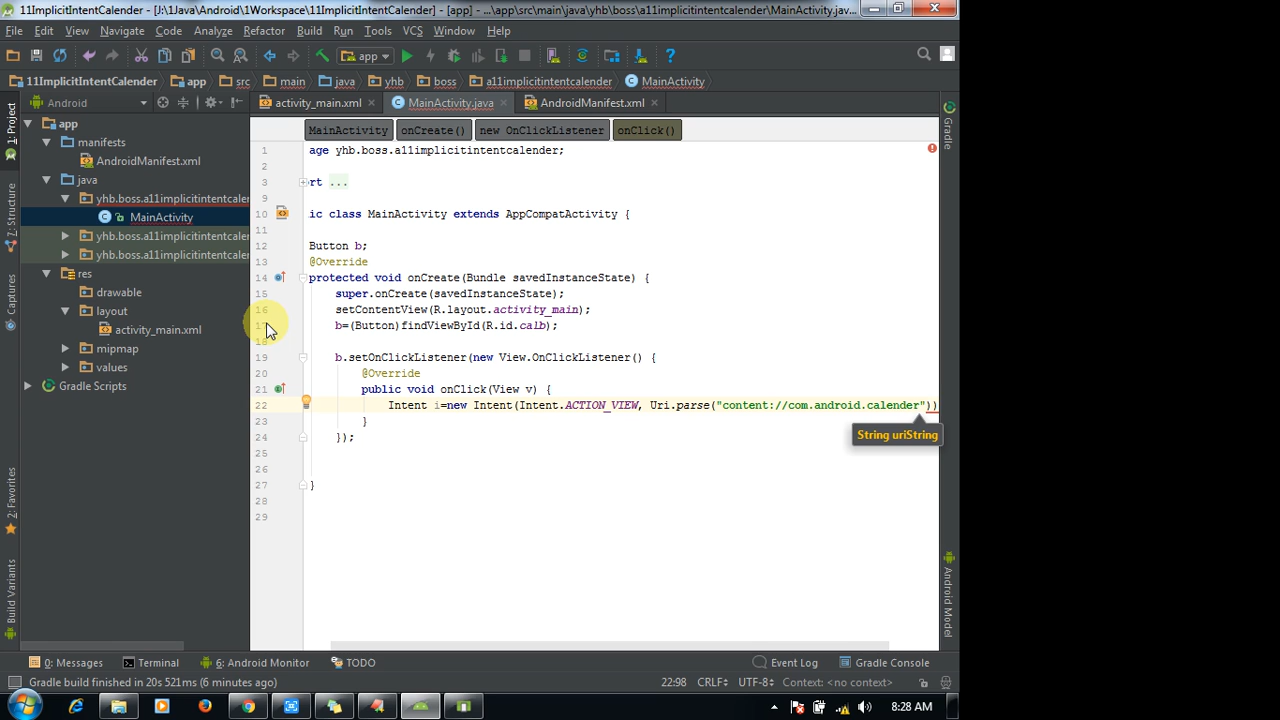 11ImplicitIntentCalender - [J:\1Java\Android\1Workspace\11ImplicitIntentCalender] - [app] - ...\app\src\main\java\yhb\boss\a11implicitintentcalender\MainActivity.java,...
File Edit View Navigate Code Analyze Refactor Build Run Tools VCS Window Help
app
11ImplicitIntentCalender app src main java yhb boss a11implicitintentcalender MainActivity
Android activity_main.xml MainActivity.java AndroidManifest.xml
MainActivity onCreate() new OnClickListener onClick()
app
manifests
AndroidManifest.xml
java
yhb.boss.a11implicitintentcaler
MainActivity
yhb.boss.a11implicitintentcaler
yhb.boss.a11implicitintentcaler
res
drawable
layout
activity_main.xml
mipmap
values
Gradle Scripts
1: Project
7: Structure
Captures
2: Favorites
Build Variants
1 age yhb.boss.a11implicitintentcalender;
2
3 rt ...
9
10 ic class MainActivity extends AppCompatActivity {
11
12 Button b;
13 @Override
14 protected void onCreate(Bundle savedInstanceState) {
15 super.onCreate(savedInstanceState);
16 setContentView(R.layout.activity_main);
17 b=(Button)findViewById(R.id.calb);
18
19 b.setOnClickListener(new View.OnClickListener() {
20 @Override
21 public void onClick(View v) {
22 Intent i=new Intent(Intent.ACTION_VIEW, Uri.parse("content://com.android.calender"))
23 }
String uriString
24 });
25
26
27 }
28
29
Gradle
Android Model
0: Messages Terminal 6: Android Monitor TODO Event Log Gradle Console
Gradle build finished in 20s 521ms (6 minutes ago) 22:98 CRLF÷ UTF-8÷ Context: <no context>
8:28 AM